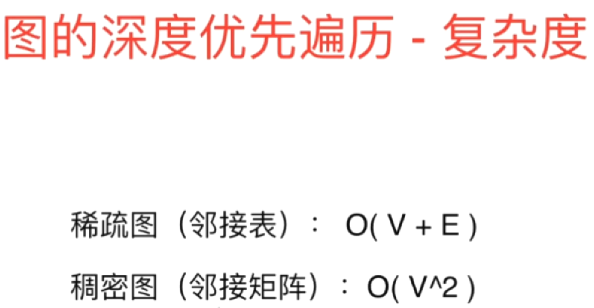 图的深度优先遍历 - 复杂度
稀疏图（邻接表）： O( V + E )
稠密图（邻接矩阵）：O( V^2 )